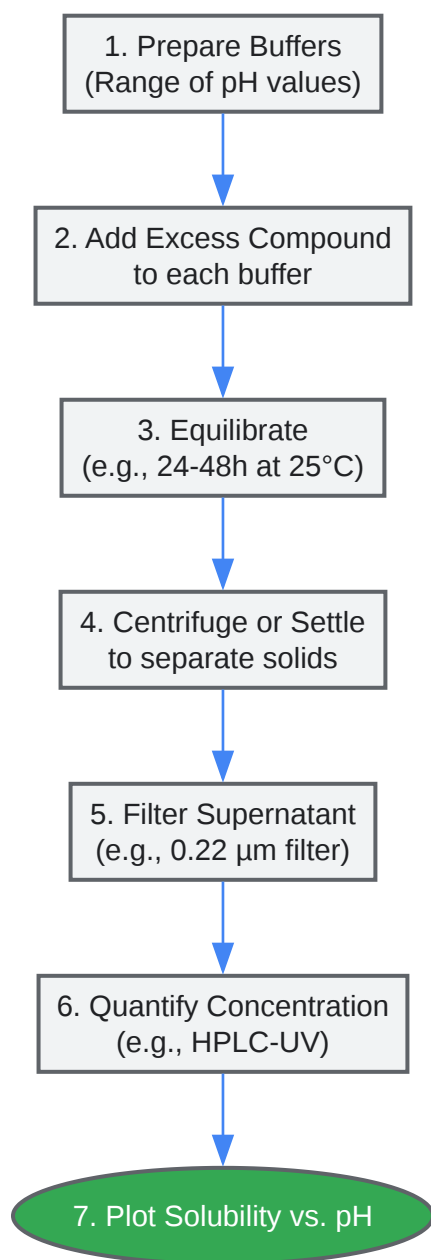 1. Prepare Buffers
(Range of pH values)
2. Add Excess Compound
to each buffer
3. Equilibrate
(e.g., 24-48h at 25°C)
4. Centrifuge or Settle
to separate solids
5. Filter Supernatant
(e.g., 0.22 µm filter)
6. Quantify Concentration
(e.g., HPLC-UV)
7. Plot Solubility vs. pH